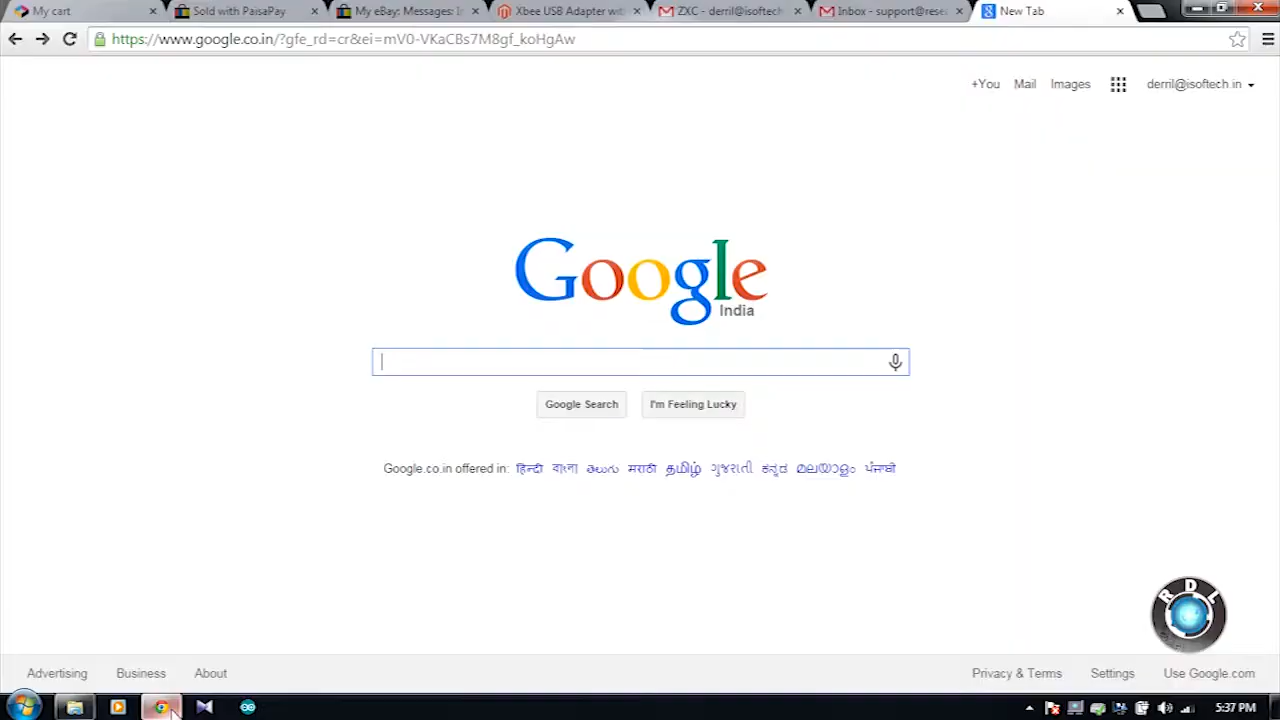 My cart
Sold with PaisaPay
My eBay: Messages: I
Xbee USB Adapter wit
ZXC - derril@isoftech
Inbox - support@rese
New Tab
https://www.google.co.in/?gfe_rd=cr&ei=mV0-VKaCBs7M8gf_koHgAw
+You Mail Images derril@isoftech.in
Google
India
Google Search I'm Feeling Lucky
Google.co.in offered in: हिन्दी বাংলা తెలుగు मराठी தமிழ் ગુજરાતી ಕನ್ನಡ മലയാളം ਪੰਜਾਬੀ
RDL
Advertising Business About Privacy & Terms Settings Use Google.com
5:37 PM